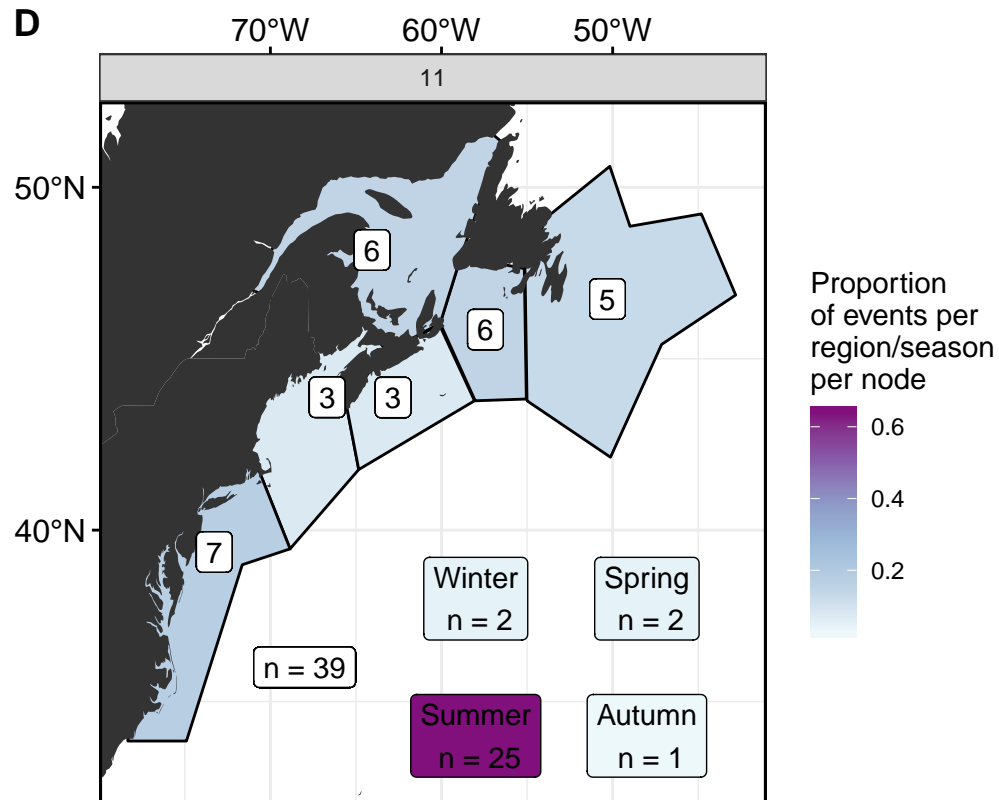 D
70°W 60°W 50°W
11
50°N
40°N
6
6
5
3
3
7
n = 39
Winter
n = 2
Spring
n = 2
Summer
n = 25
Autumn
n = 1
Proportion
of events per
region/season
per node
0.6
0.4
0.2